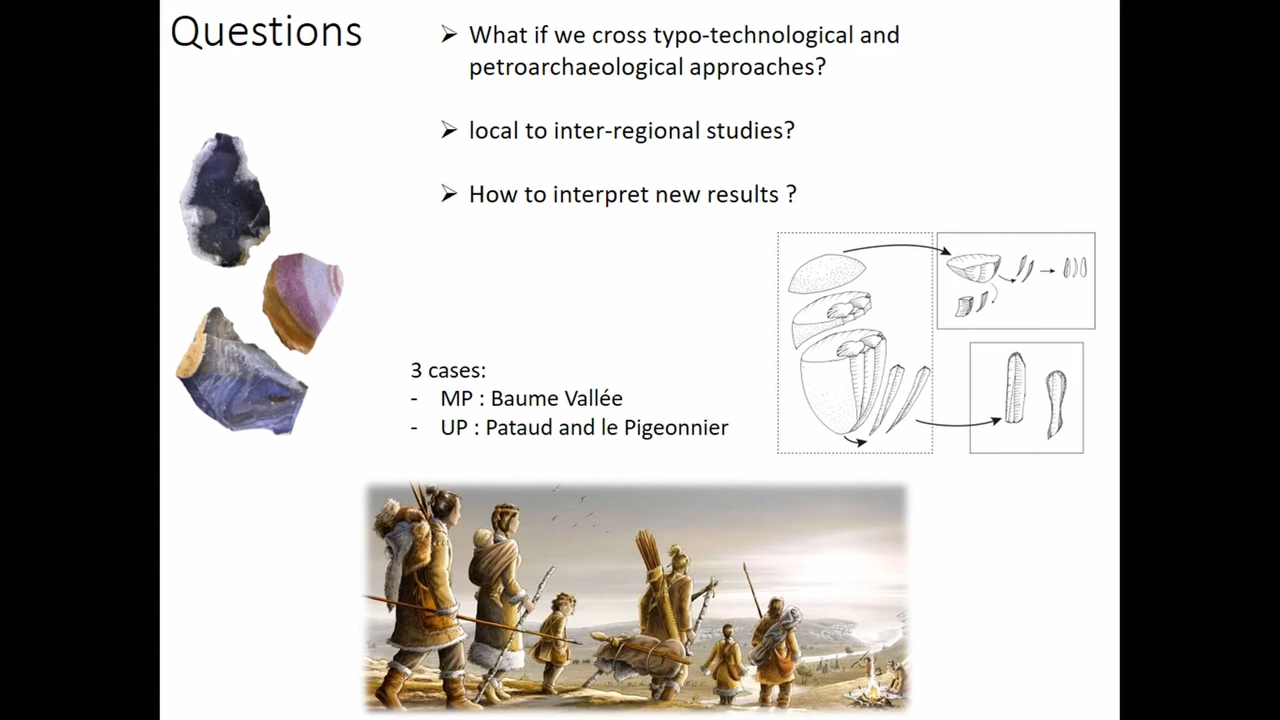 Questions
➢ What if we cross typo-technological and
petroarchaeological approaches?
➢ local to inter-regional studies?
➢ How to interpret new results ?
3 cases:
- MP : Baume Vallée
- UP : Pataud and le Pigeonnier